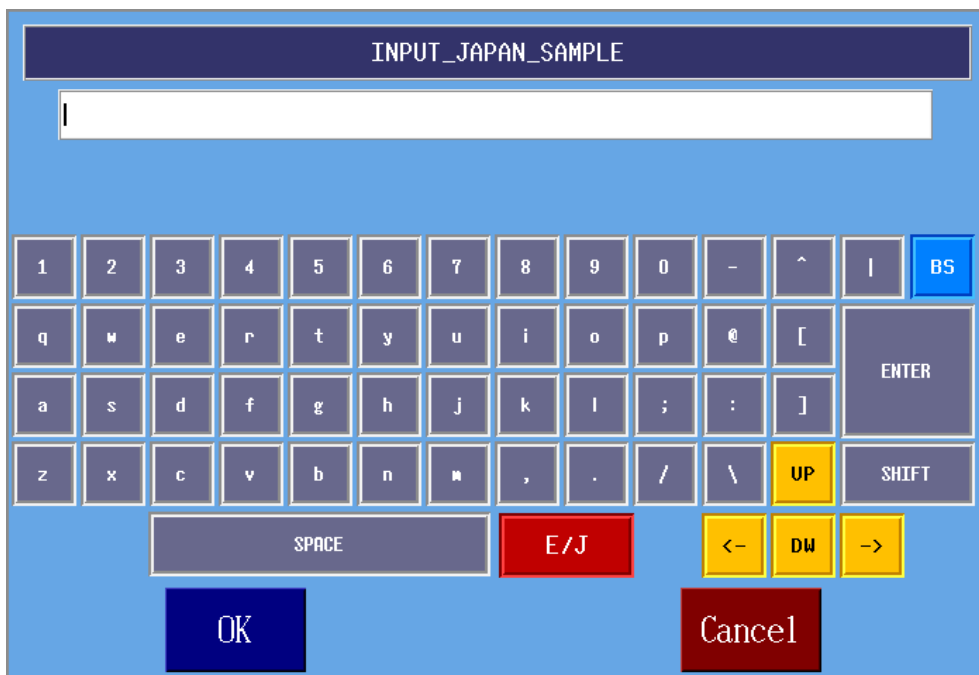 INPUT_JAPAN_SAMPLE
1 2 3 4 5 6 7 8 9 0 - ^ | BS
q w e r t y u i o p @ [ ENTER
a s d f g h j k l ; : ]
z x c v b n m , . / \ UP SHIFT
SPACE E/J <- DW ->
OK Cancel